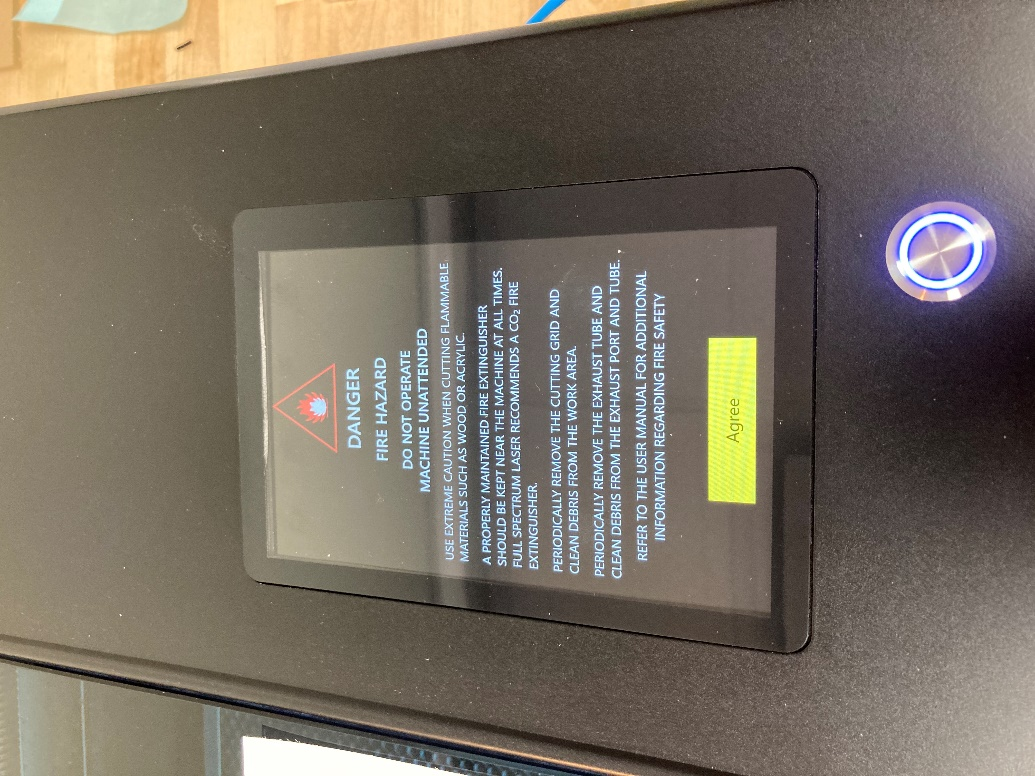 DANGER
FIRE HAZARD
DO NOT OPERATE
MACHINE UNATTENDED
USE EXTREME CAUTION WHEN CUTTING FLAMMABLE
MATERIALS SUCH AS WOOD OR ACRYLIC.
A PROPERLY MAINTAINED FIRE EXTINGUISHER
SHOULD BE KEPT NEAR THE MACHINE AT ALL TIMES.
FULL SPECTRUM LASER RECOMMENDS A CO₂ FIRE
EXTINGUISHER.
PERIODICALLY REMOVE THE CUTTING GRID AND
CLEAN DEBRIS FROM THE WORK AREA.
PERIODICALLY REMOVE THE EXHAUST TUBE AND
CLEAN DEBRIS FROM THE EXHAUST PORT AND TUBE.
REFER TO THE USER MANUAL FOR ADDITIONAL
INFORMATION REGARDING FIRE SAFETY
Agree